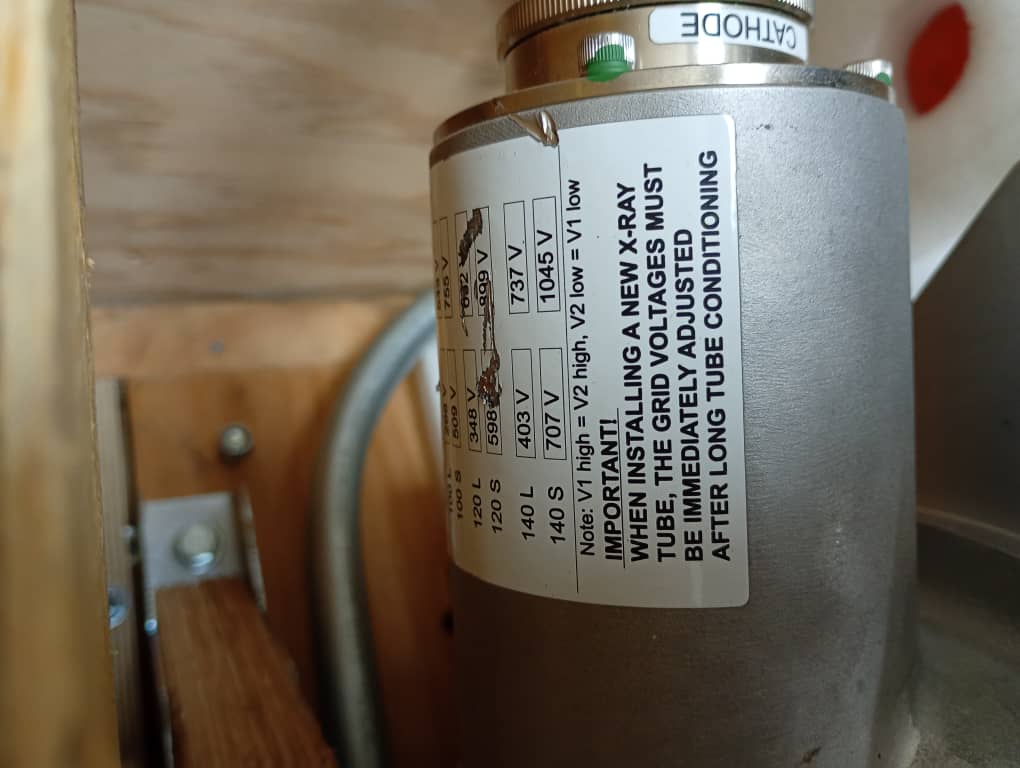 CATHODE
100 S 509 V 755 V
120 L 348 V
120 S 598
140 L 403 V 737 V
140 S 707 V 1045 V
Note: V1 high = V2 high, V2 low = V1 low
IMPORTANT!
WHEN INSTALLING A NEW X-RAY
TUBE, THE GRID VOLTAGES MUST
BE IMMEDIATELY ADJUSTED
AFTER LONG TUBE CONDITIONING